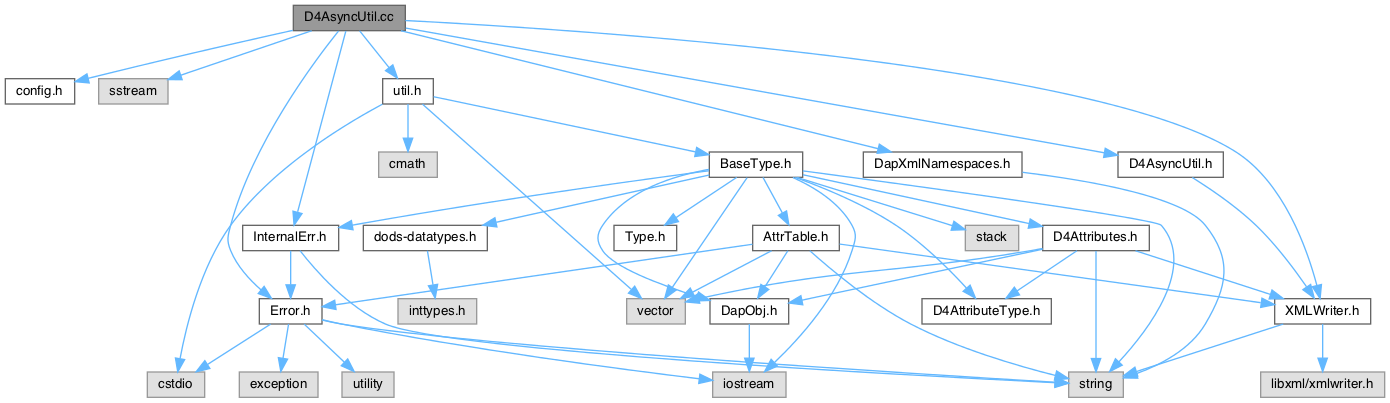 D4AsyncUtil.cc
config.h
sstream
util.h
cmath
BaseType.h
DapXmlNamespaces.h
D4AsyncUtil.h
InternalErr.h
dods-datatypes.h
Type.h
AttrTable.h
stack
D4Attributes.h
Error.h
inttypes.h
vector
DapObj.h
D4AttributeType.h
XMLWriter.h
cstdio
exception
utility
iostream
string
libxml/xmlwriter.h